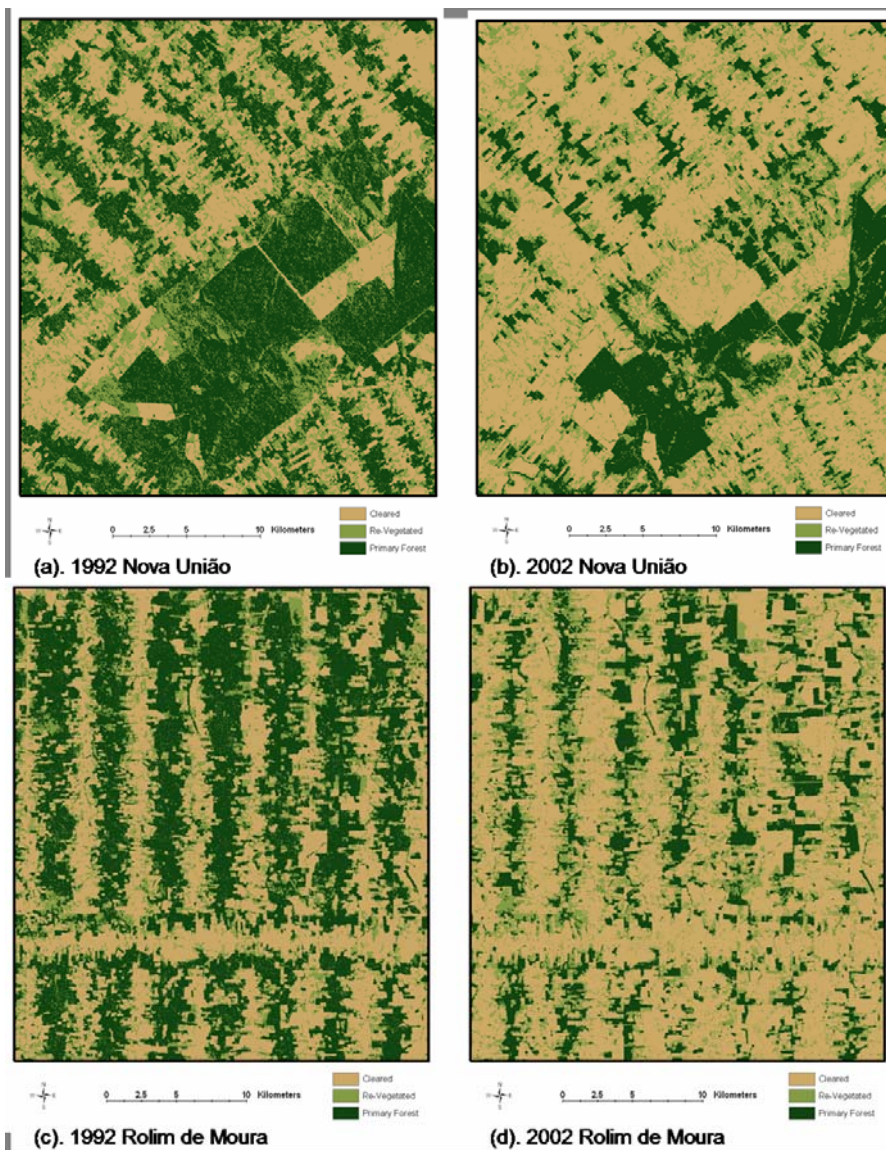 N
W E
S
0 2.5 5 10 Kilometers
Cleared
Re-Vegetated
Primary Forest
(a). 1992 Nova União
N
W E
S
0 2.5 5 10 Kilometers
Cleared
Re-Vegetated
Primary Forest
(b). 2002 Nova União
N
W E
S
0 2.5 5 10 Kilometers
Cleared
Re-Vegetated
Primary Forest
(c). 1992 Rolim de Moura
N
W E
S
0 2.5 5 10 Kilometers
Cleared
Re-Vegetated
Primary Forest
(d). 2002 Rolim de Moura